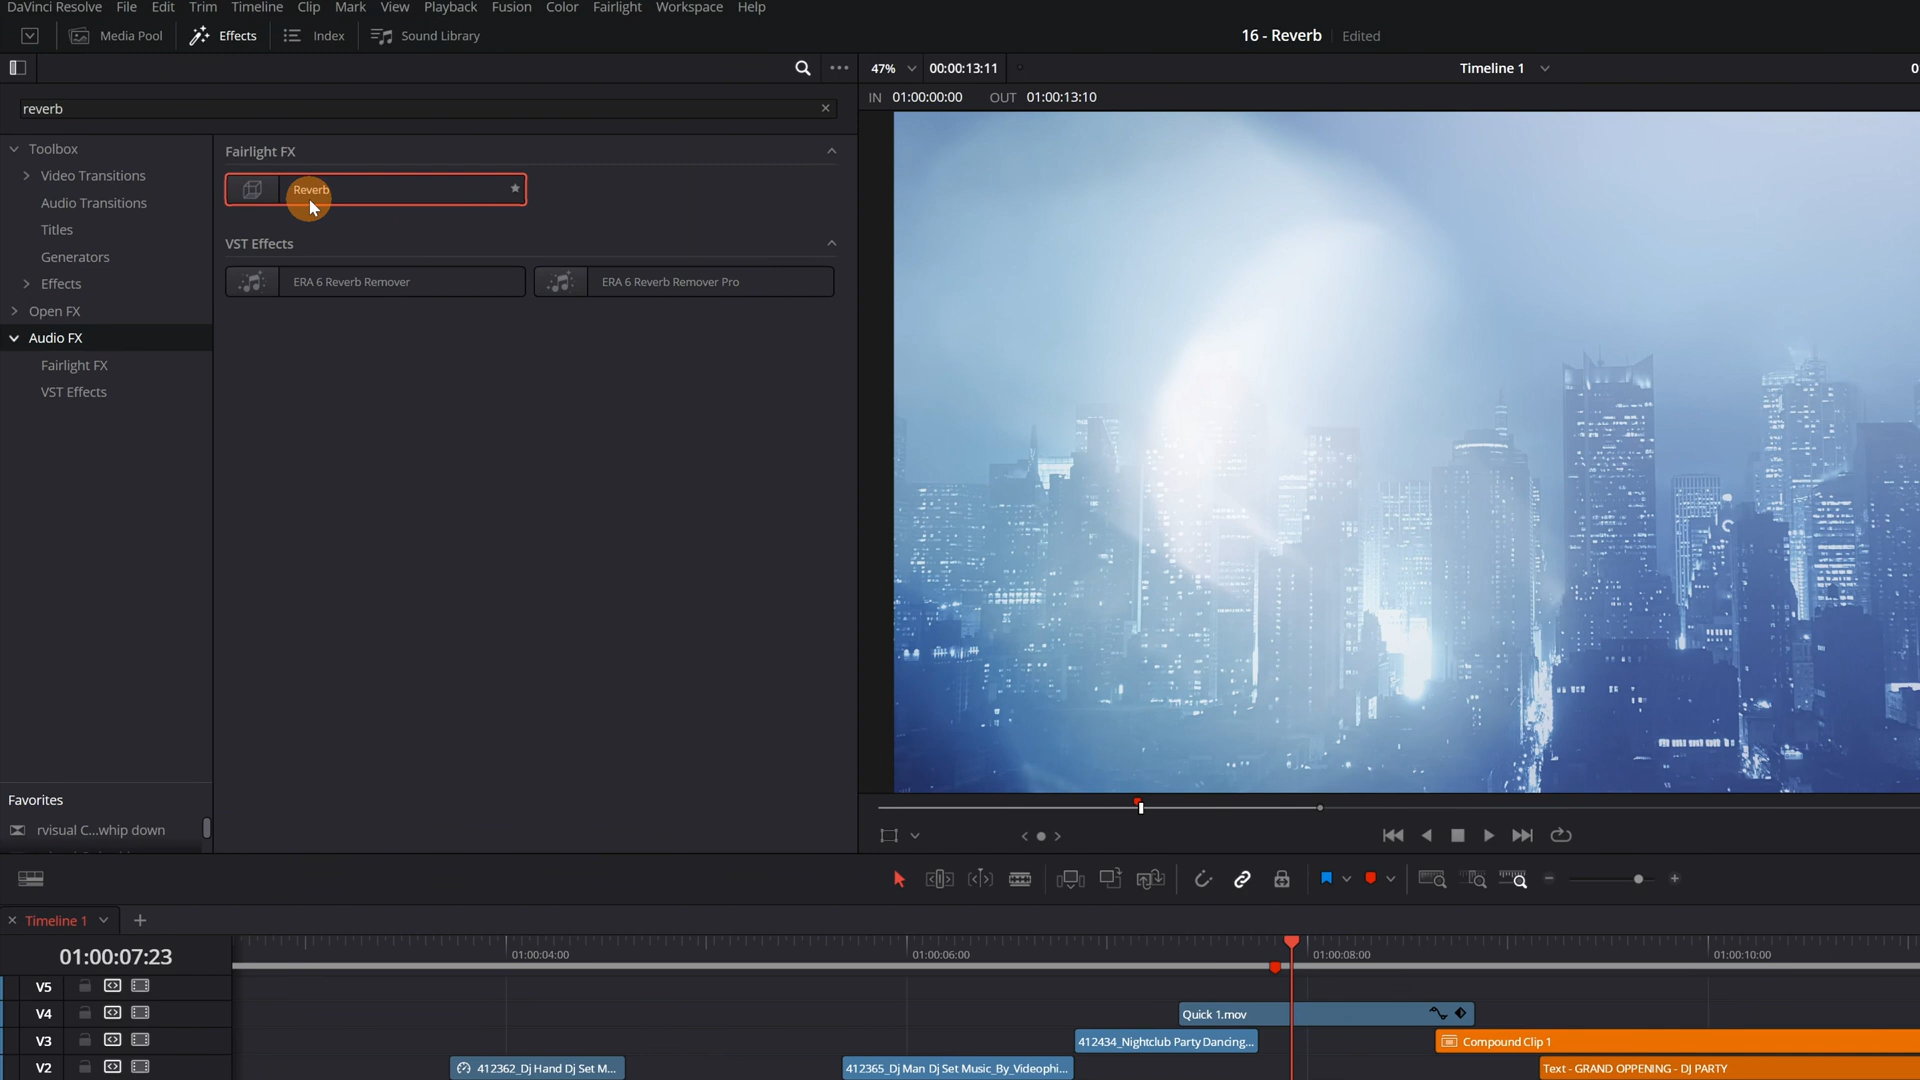 DaVinci Resolve File Edit Trim Timeline Clip Mark View Playback Fusion Color Fairlight Workspace Help
Media Pool Effects Index Sound Library 16 - Reverb Edited
47% 00:00:13:11 Timeline 1 0
IN 01:00:00:00 OUT 01:00:13:10
reverb
Toolbox
Video Transitions
Audio Transitions
Titles
Generators
Effects
Open FX
Audio FX
Fairlight FX
VST Effects
Fairlight FX
Reverb
VST Effects
ERA 6 Reverb Remover ERA 6 Reverb Remover Pro
Favorites
rvisual C...whip down
Timeline 1
01:00:07:23
01:00:04:00 01:00:06:00 01:00:08:00 01:00:10:00
V5
V4 Quick 1.mov
V3 412434_Nightclub Party Dancing... Compound Clip 1
V2 412362_Dj Hand Dj Set M... 412365_Dj Man Dj Set Music_By_Videophi... Text - GRAND OPPENING - DJ PARTY